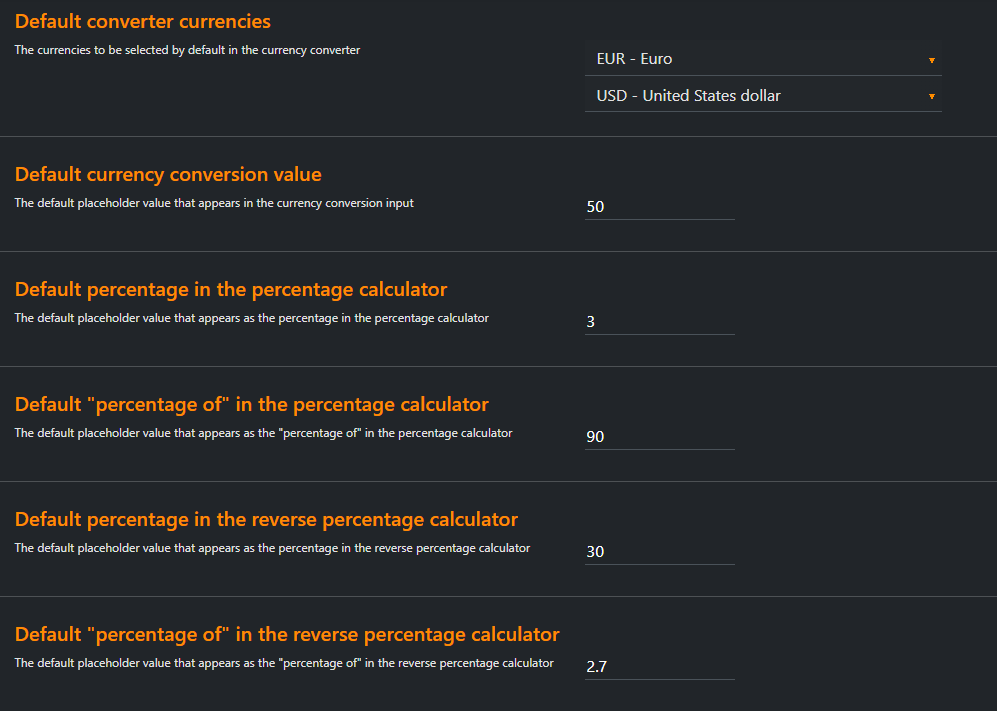 Default converter currencies
The currencies to be selected by default in the currency converter
EUR - Euro
USD - United States dollar
Default currency conversion value
The default placeholder value that appears in the currency conversion input
50
Default percentage in the percentage calculator
The default placeholder value that appears as the percentage in the percentage calculator
3
Default "percentage of" in the percentage calculator
The default placeholder value that appears as the "percentage of" in the percentage calculator
90
Default percentage in the reverse percentage calculator
The default placeholder value that appears as the percentage in the reverse percentage calculator
30
Default "percentage of" in the reverse percentage calculator
The default placeholder value that appears as the "percentage of" in the reverse percentage calculator
2.7